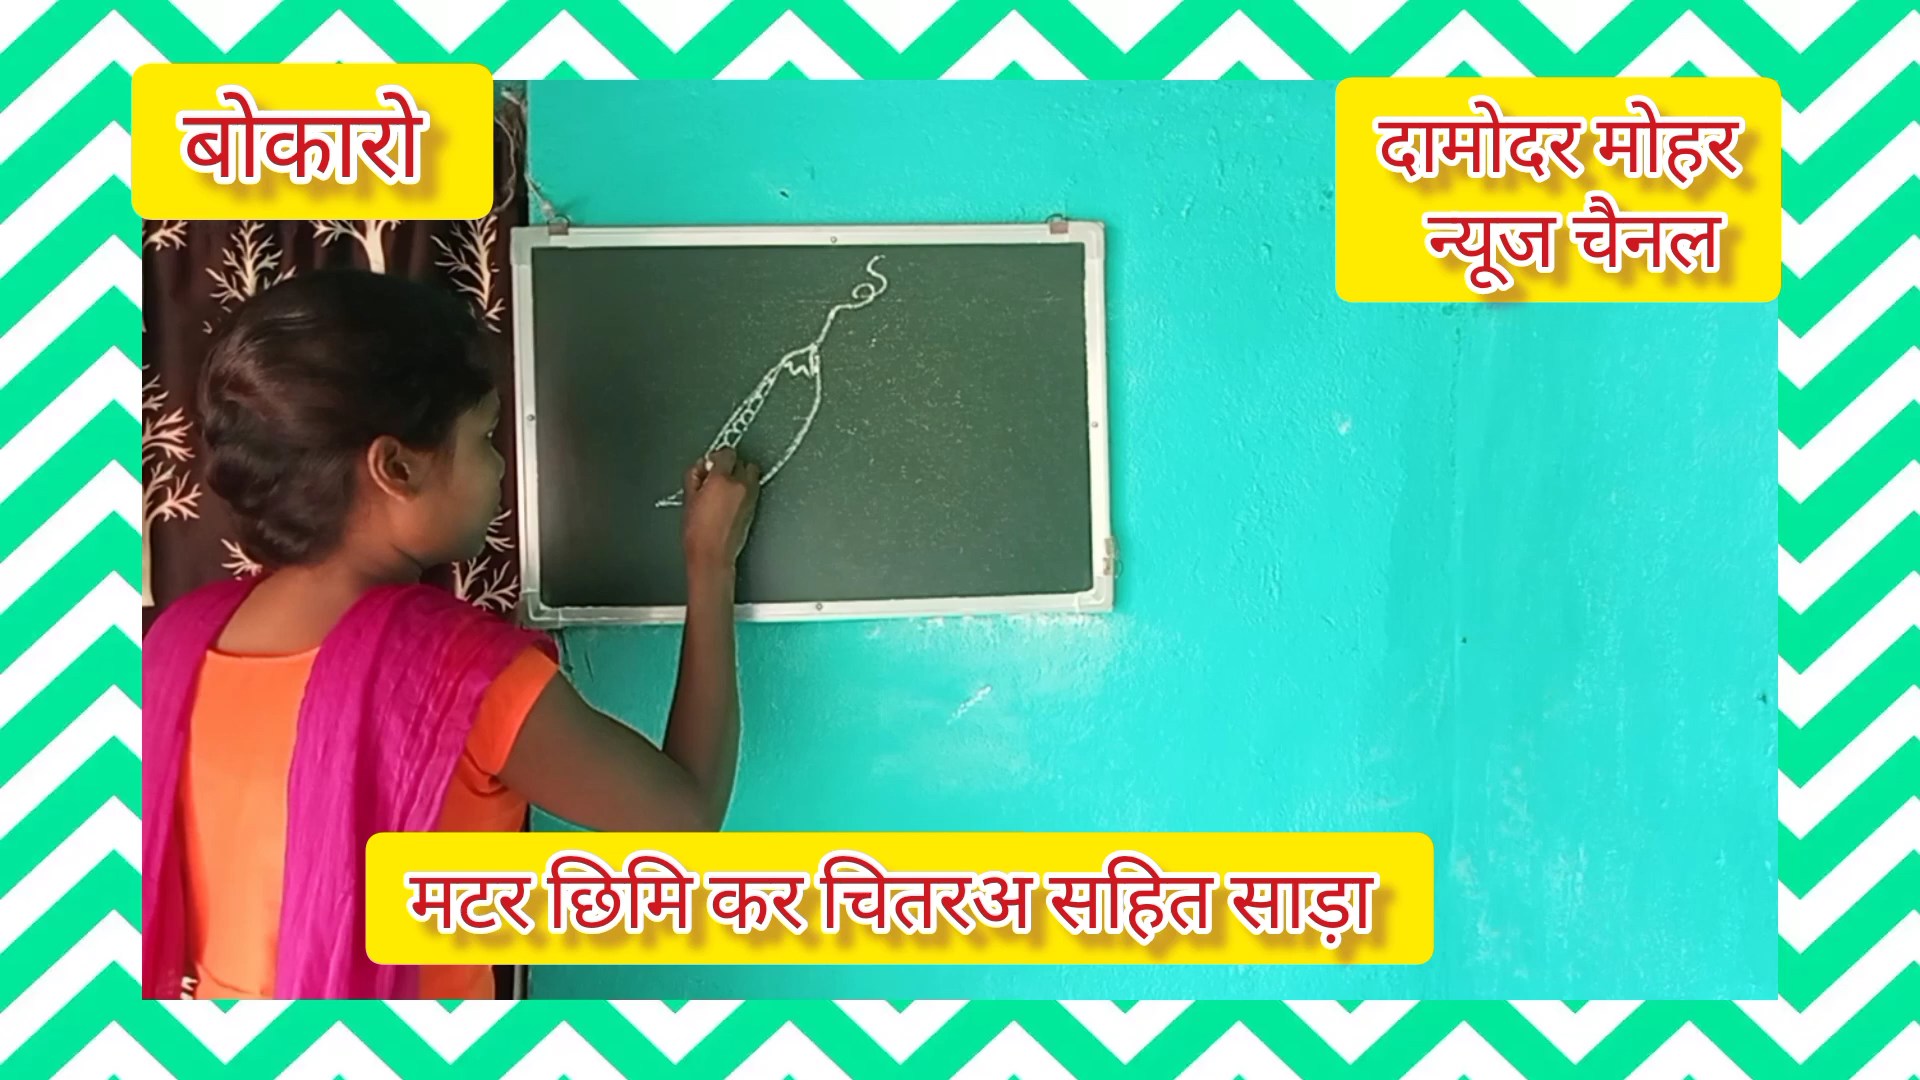 बोकारो
दामोदर मोहर
न्यूज चैनल
मटर छिमि कर चितरअ सहित साड़ा